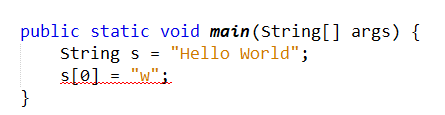 public static void main(String[] args) {
String s = "Hello World";
s[0] = "w";
}